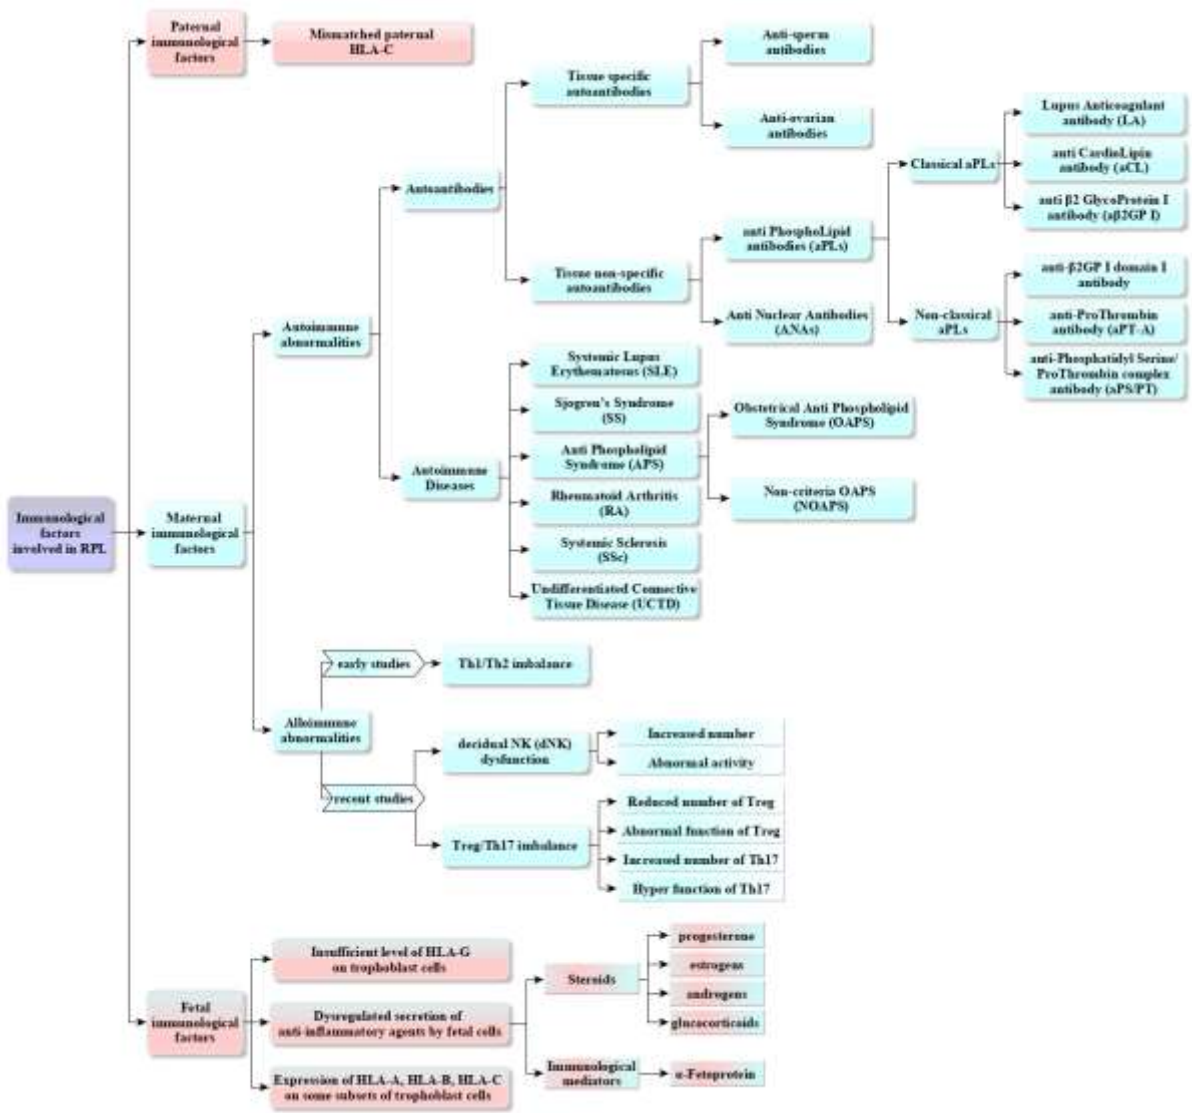 Paternal
immunological
factors
Mismatched paternal
HLA-C
Anti-sperm
antibodies
Tissue specific
autoantibodies
Anti-ovarian
antibodies
Lupus Anticoagulant
antibody (LA)
Classical aPLs
anti CardioLipin
antibody (aCL)
anti β2 GlycoProtein I
antibody (aβ2GP I)
Autoantibodies
anti PhosphoLipid
antibodies (aPLs)
Tissue non-specific
autoantibodies
anti-β2GP I domain I
antibody
Anti Nuclear Antibodies
(ANAs)
Non-classical
aPLs
anti-ProThrombin
antibody (aPT-A)
anti-Phosphatidyl Serine/
ProThrombin complex
antibody (aPS/PT)
Autoimmune
abnormalities
Systemic Lupus
Erythematosus (SLE)
Sjogren's Syndrome
(SS)
Obstetrical Anti Phospholipid
Syndrome (OAPS)
Autoimmune
Diseases
Anti Phospholipid
Syndrome (APS)
Rheumatoid Arthritis
(RA)
Non-criteria OAPS
(NOAPS)
Systemic Sclerosis
(SSc)
Undifferentiated Connective
Tissue Disease (UCTD)
Immunological
factors
involved in RPL
Maternal
immunological
factors
early studies
Th1/Th2 imbalance
Alloimmune
abnormalities
decidual NK (dNK)
dysfunction
Increased number
Abnormal activity
recent studies
Treg/Th17 imbalance
Reduced number of Treg
Abnormal function of Treg
Increased number of Th17
Hyper function of Th17
Fetal
immunological
factors
Insufficient level of HLA-G
on trophoblast cells
Dysregulated secretion of
anti-inflammatory agents by fetal cells
Expression of HLA-A, HLA-B, HLA-C
on some subsets of trophoblast cells
Steroids
progesterone
estrogens
androgens
glucocorticoids
Immunological
mediators
α-Fetoprotein